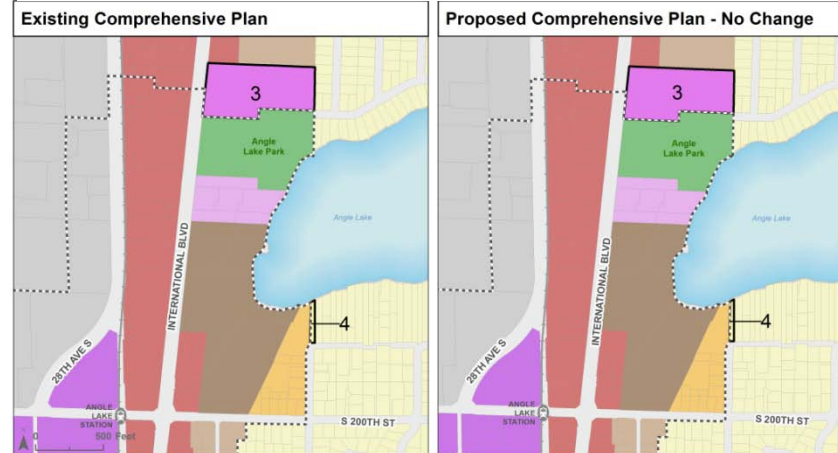 Existing Comprehensive Plan
3
Angle
Lake Park
Angle Lake
INTERNATIONAL BLVD
4
28TH AVE S
ANGLE
LAKE
STATION
S 200TH ST
0
500 Feet
Proposed Comprehensive Plan - No Change
3
Angle
Lake Park
Angle Lake
INTERNATIONAL BLVD
4
28TH AVE S
ANGLE
LAKE
STATION
S 200TH ST